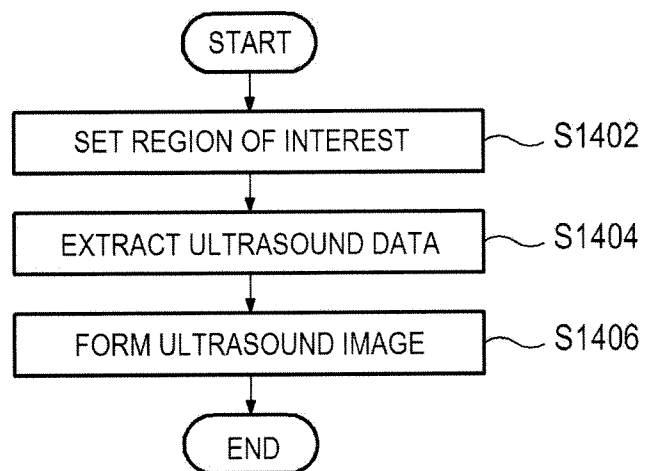 START
SET REGION OF INTEREST
S1402
EXTRACT ULTRASOUND DATA
S1404
FORM ULTRASOUND IMAGE
S1406
END